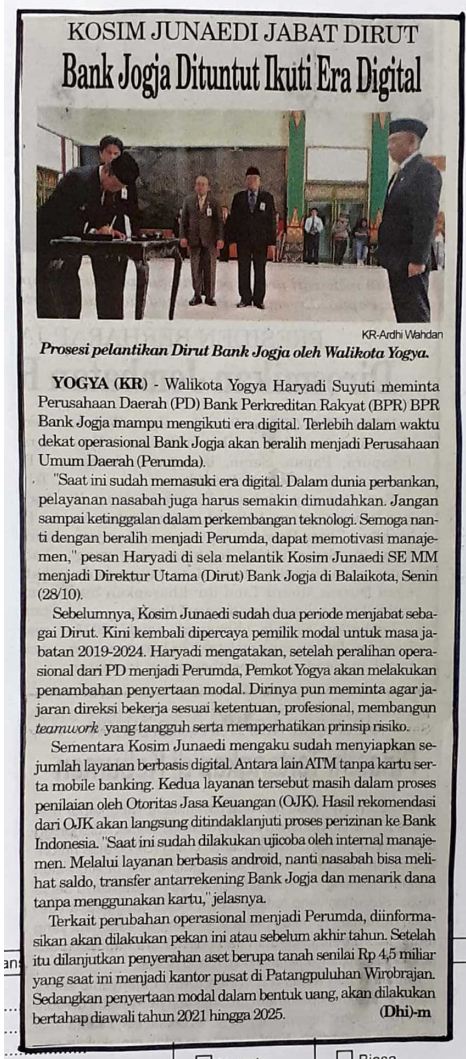 KOSIM JUNAEDI JABAT DIRUT
Bank Jogja Dituntut Ikuti Era Digital
KR-Ardhi Wahdan
Prosesi pelantikan Dirut Bank Jogja oleh Walikota Yogya.
YOGYA (KR) - Walikota Yogya Haryadi Suyuti meminta
Perusahaan Daerah (PD) Bank Perkreditan Rakyat (BPR) BPR
Bank Jogja mampu mengikuti era digital. Terlebih dalam waktu
dekat operasional Bank Jogja akan beralih menjadi Perusahaan
Umum Daerah (Perumda).
"Saat ini sudah memasuki era digital. Dalam dunia perbankan,
pelayanan nasabah juga harus semakin dimudahkan. Jangan
sampai ketinggalan dalam perkembangan teknologi. Semoga nan-
ti dengan beralih menjadi Perumda, dapat memotivasi manaje-
men," pesan Haryadi di sela melantik Kosim Junaedi SE MM
menjadi Direktur Utama (Dirut) Bank Jogja di Balaikota, Senin
(28/10).
Sebelumnya, Kosim Junaedi sudah dua periode menjabat seba-
gai Dirut. Kini kembali dipercaya pemilik modal untuk masa ja-
batan 2019-2024. Haryadi mengatakan, setelah peralihan opera-
sional dari PD menjadi Perumda, Pemkot Yogya akan melakukan
penambahan penyertaan modal. Dirinya pun meminta agar ja-
jaran direksi bekerja sesuai ketentuan, profesional, membangun
teamwork yang tangguh serta memperhatikan prinsip risiko.
Sementara Kosim Junaedi mengaku sudah menyiapkan se-
jumlah layanan berbasis digital. Antara lain ATM tanpa kartu ser-
ta mobile banking. Kedua layanan tersebut masih dalam proses
penilaian oleh Otoritas Jasa Keuangan (OJK). Hasil rekomendasi
dari OJK akan langsung ditindaklanjuti proses perizinan ke Bank
Indonesia. "Saat ini sudah dilakukan ujicoba oleh internal manaje-
men. Melalui layanan berbasis android, nanti nasabah bisa meli-
hat saldo, transfer antarrekening Bank Jogja dan menarik dana
tanpa menggunakan kartu," jelasnya.
Terkait perubahan operasional menjadi Perumda, diinforma-
sikan akan dilakukan pekan ini atau sebelum akhir tahun. Setelah
itu dilanjutkan penyerahan aset berupa tanah senilai Rp 4,5 miliar
yang saat ini menjadi kantor pusat di Patangpuluhan Wirobrajan.
Sedangkan penyertaan modal dalam bentuk uang, akan dilakukan
bertahap diawali tahun 2021 hingga 2025. (Dhi)-m